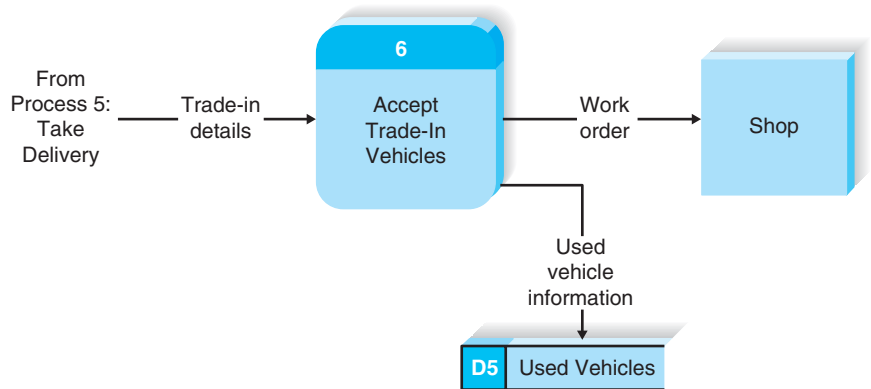 6
From
Process 5:
Take
Delivery
Trade-in
details
Accept
Trade-In
Vehicles
Work
order
Shop
Used
vehicle
information
D5 Used Vehicles